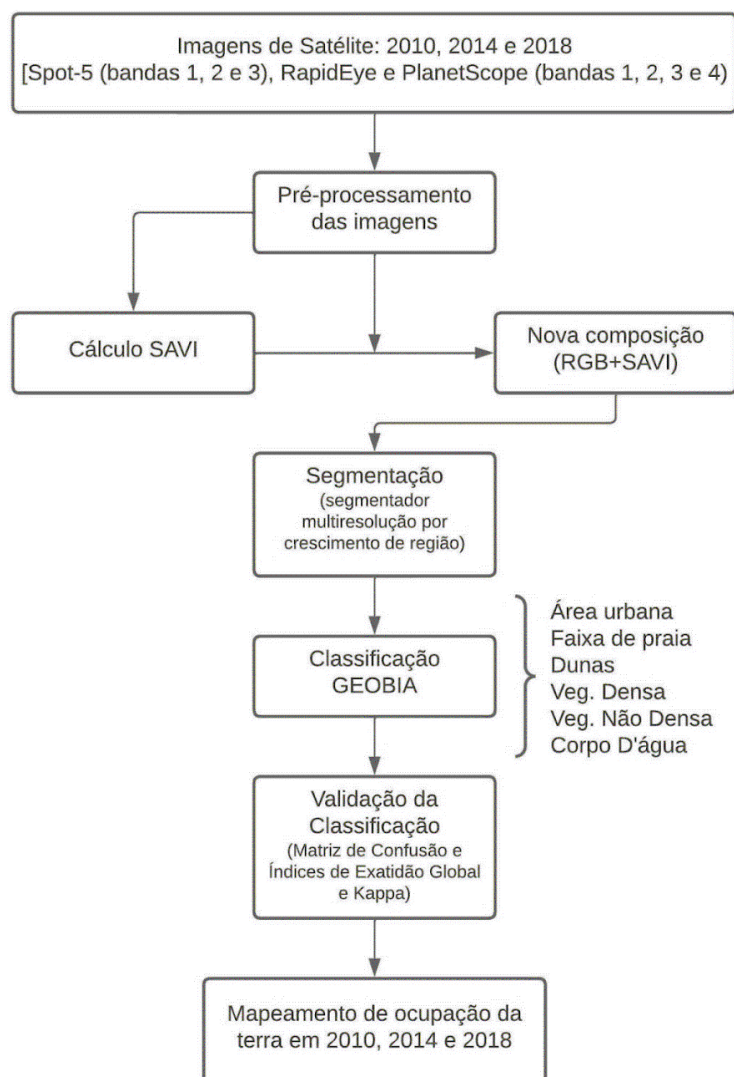 Imagens de Satélite: 2010, 2014 e 2018
[Spot-5 (bandas 1, 2 e 3), RapidEye e PlanetScope (bandas 1, 2, 3 e 4)
Pré-processamento
das imagens
Cálculo SAVI
Nova composição
(RGB+SAVI)
Segmentação
(segmentador
multiresolução por
crescimento de região)
Classificação
GEOBIA
Área urbana
Faixa de praia
Dunas
Veg. Densa
Veg. Não Densa
Corpo D'água
Validação da
Classificação
(Matriz de Confusão e
Índices de Exatidão Global
e Kappa)
Mapeamento de ocupação da
terra em 2010, 2014 e 2018